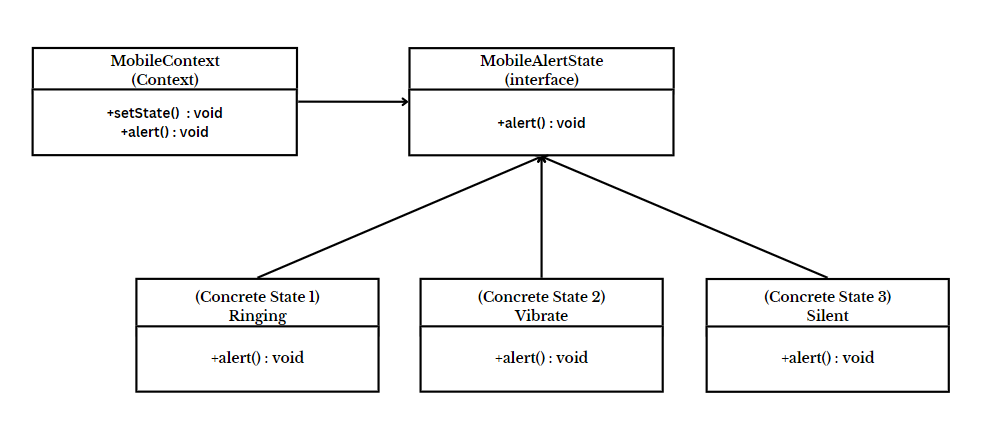 MobileContext
(Context)
+setState()  : void
+alert() : void
MobileAlertState
(interface)
+alert() : void
(Concrete State 1)
Ringing
+alert() : void
(Concrete State 2)
Vibrate
+alert() : void
(Concrete State 3)
Silent
+alert() : void